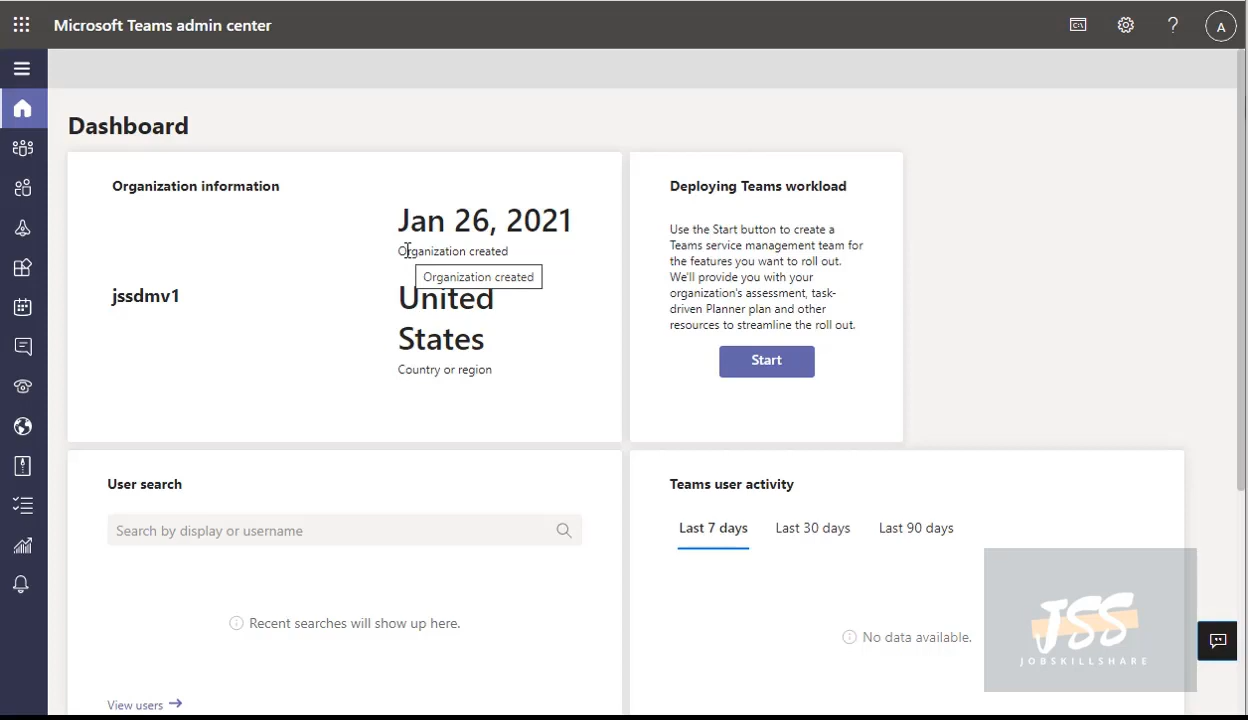 Microsoft Teams admin center
A
Dashboard
Organization information
jssdmv1
Jan 26, 2021
Organization created
Organization created
United
States
Country or region
Deploying Teams workload
Use the Start button to create a
Teams service management team for
the features you want to roll out.
We'll provide you with your
organization's assessment, task-
driven Planner plan and other
resources to streamline the roll out.
Start
User search
Search by display or username
Recent searches will show up here.
View users
Teams user activity
Last 7 days
Last 30 days
Last 90 days
No data available.
JSS
JOBSKILLSHARE